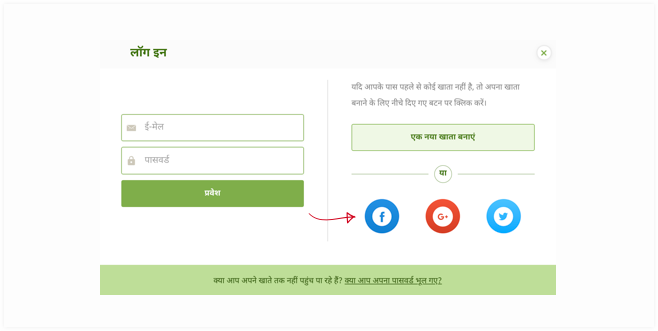 लॉग इन
ई-मेल
पासवर्ड
प्रवेश
यदि आपके पास पहले से कोई खाता नहीं है, तो अपना खाता
बनाने के लिए नीचे दिए गए बटन पर क्लिक करें।
एक नया खाता बनाएं
या
f
G+
क्या आप अपने खाते तक नहीं पहुंच पा रहे हैं? क्या आप अपना पासवर्ड भूल गए?